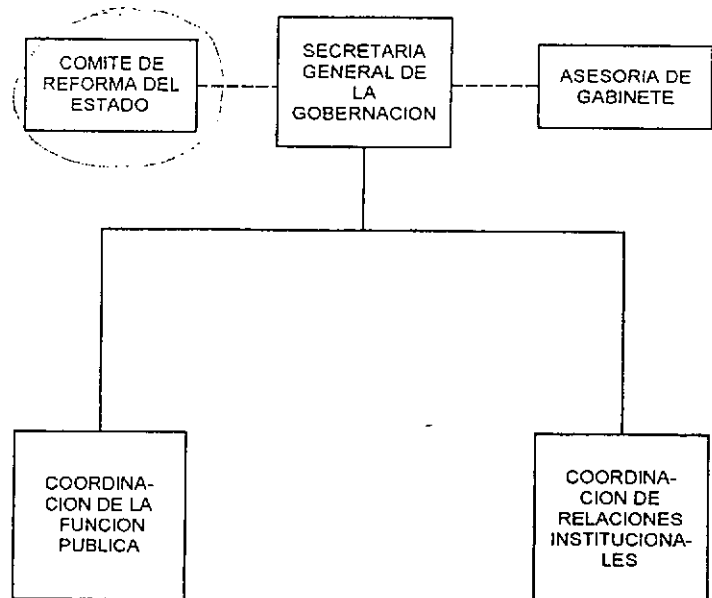 COMITE DE
REFORMA DEL
ESTADO
SECRETARIA
GENERAL DE
LA
GOBERNACION
ASESORIA DE
GABINETE
COORDINA-
CION DE LA
FUNCION
PUBLICA
COORDINA-
CION DE
RELACIONES
INSTITUCIONA-
LES